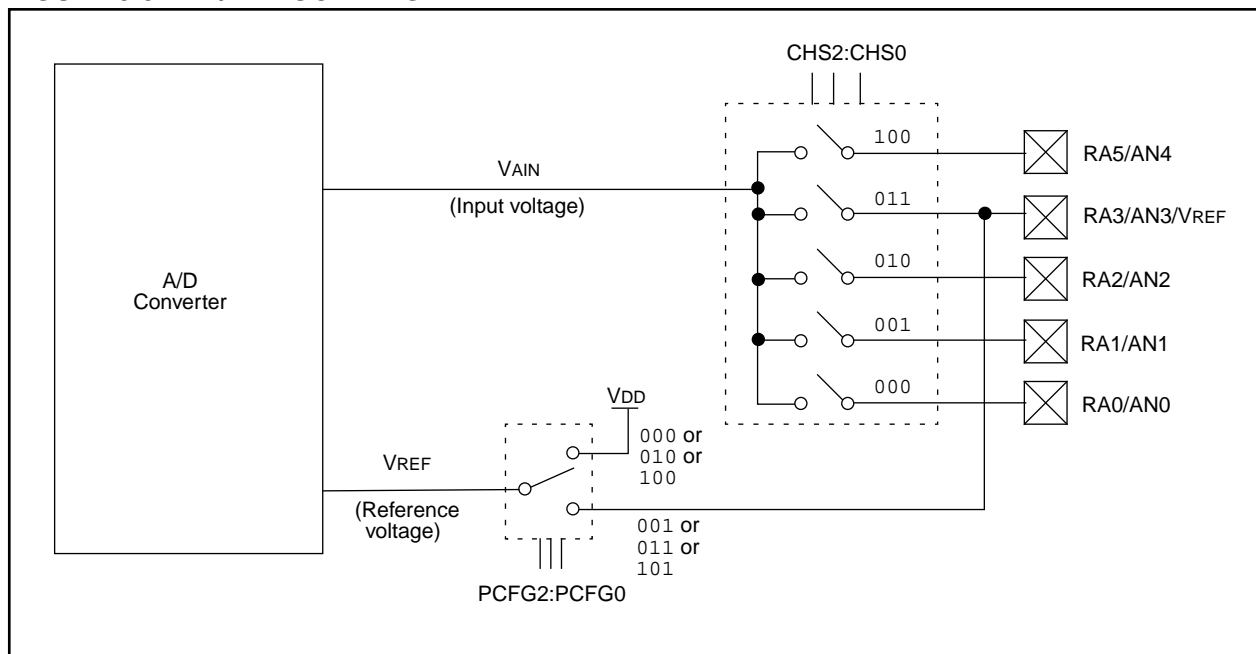 CHS2:CHS0
100
RA5/AN4
VAIN
(Input voltage)
011
RA3/AN3/VREF
A/D
Converter
010
RA2/AN2
001
RA1/AN1
000
RA0/AN0
VDD
000 or
010 or
100
VREF
(Reference
voltage)
001 or
011 or
101
PCFG2:PCFG0